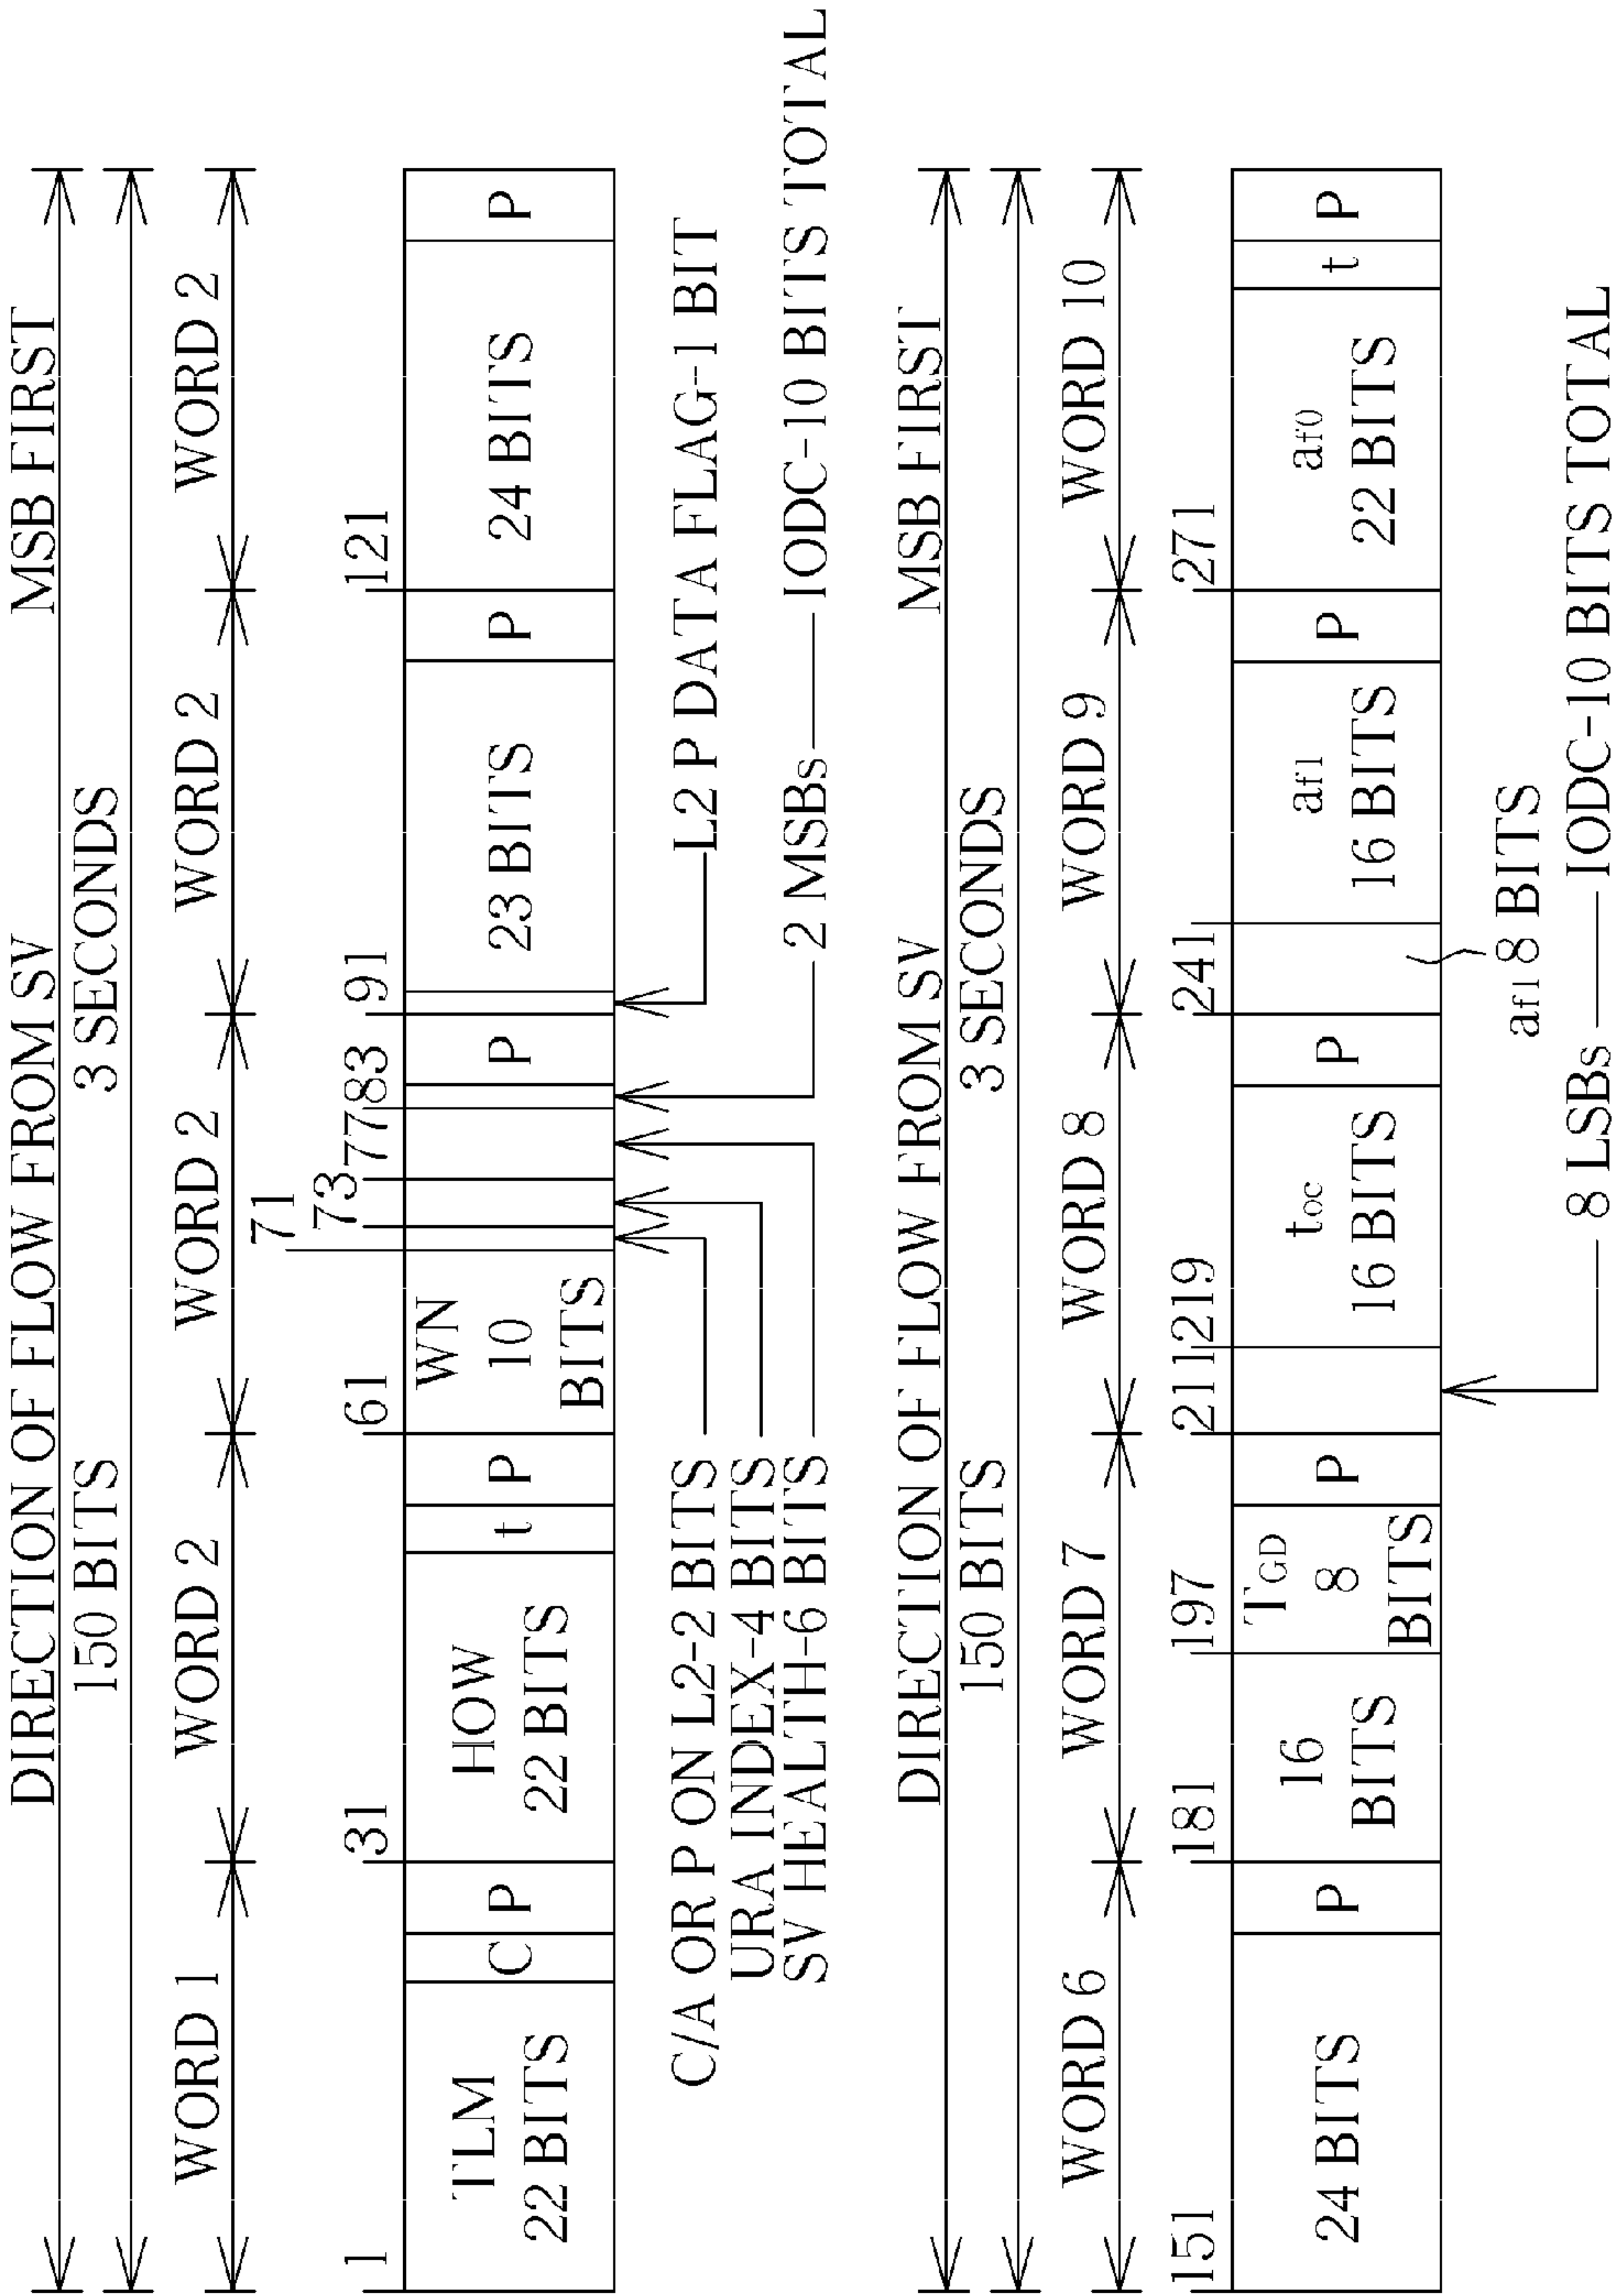 DIRECTION OF FLOW FROM SV MSB FIRST
150 BITS 3 SECONDS
WORD 1 WORD 2 WORD 2 WORD 2 WORD 2
71
73
1 31 61 77 83 91 121
TLM 22 BITS C P HOW 22 BITS t P WN 10 BITS P 23 BITS P 24 BITS P
C/A OR P ON L2-2 BITS
URA INDEX-4 BITS
SV HEALTH-6 BITS
L2 P DATA FLAG-1 BIT
2 MSBs IODC-10 BITS TOTAL
DIRECTION OF FLOW FROM SV MSB FIRST
150 BITS 3 SECONDS
WORD 6 WORD 7 WORD 8 WORD 9 WORD 10
151 181 197 211 219 241 271
24 BITS P 16 BITS TGD 8 BITS P toc 16 BITS P af1 16 BITS P af0 22 BITS t P
af1 8 BITS
8 LSBs IODC-10 BITS TOTAL